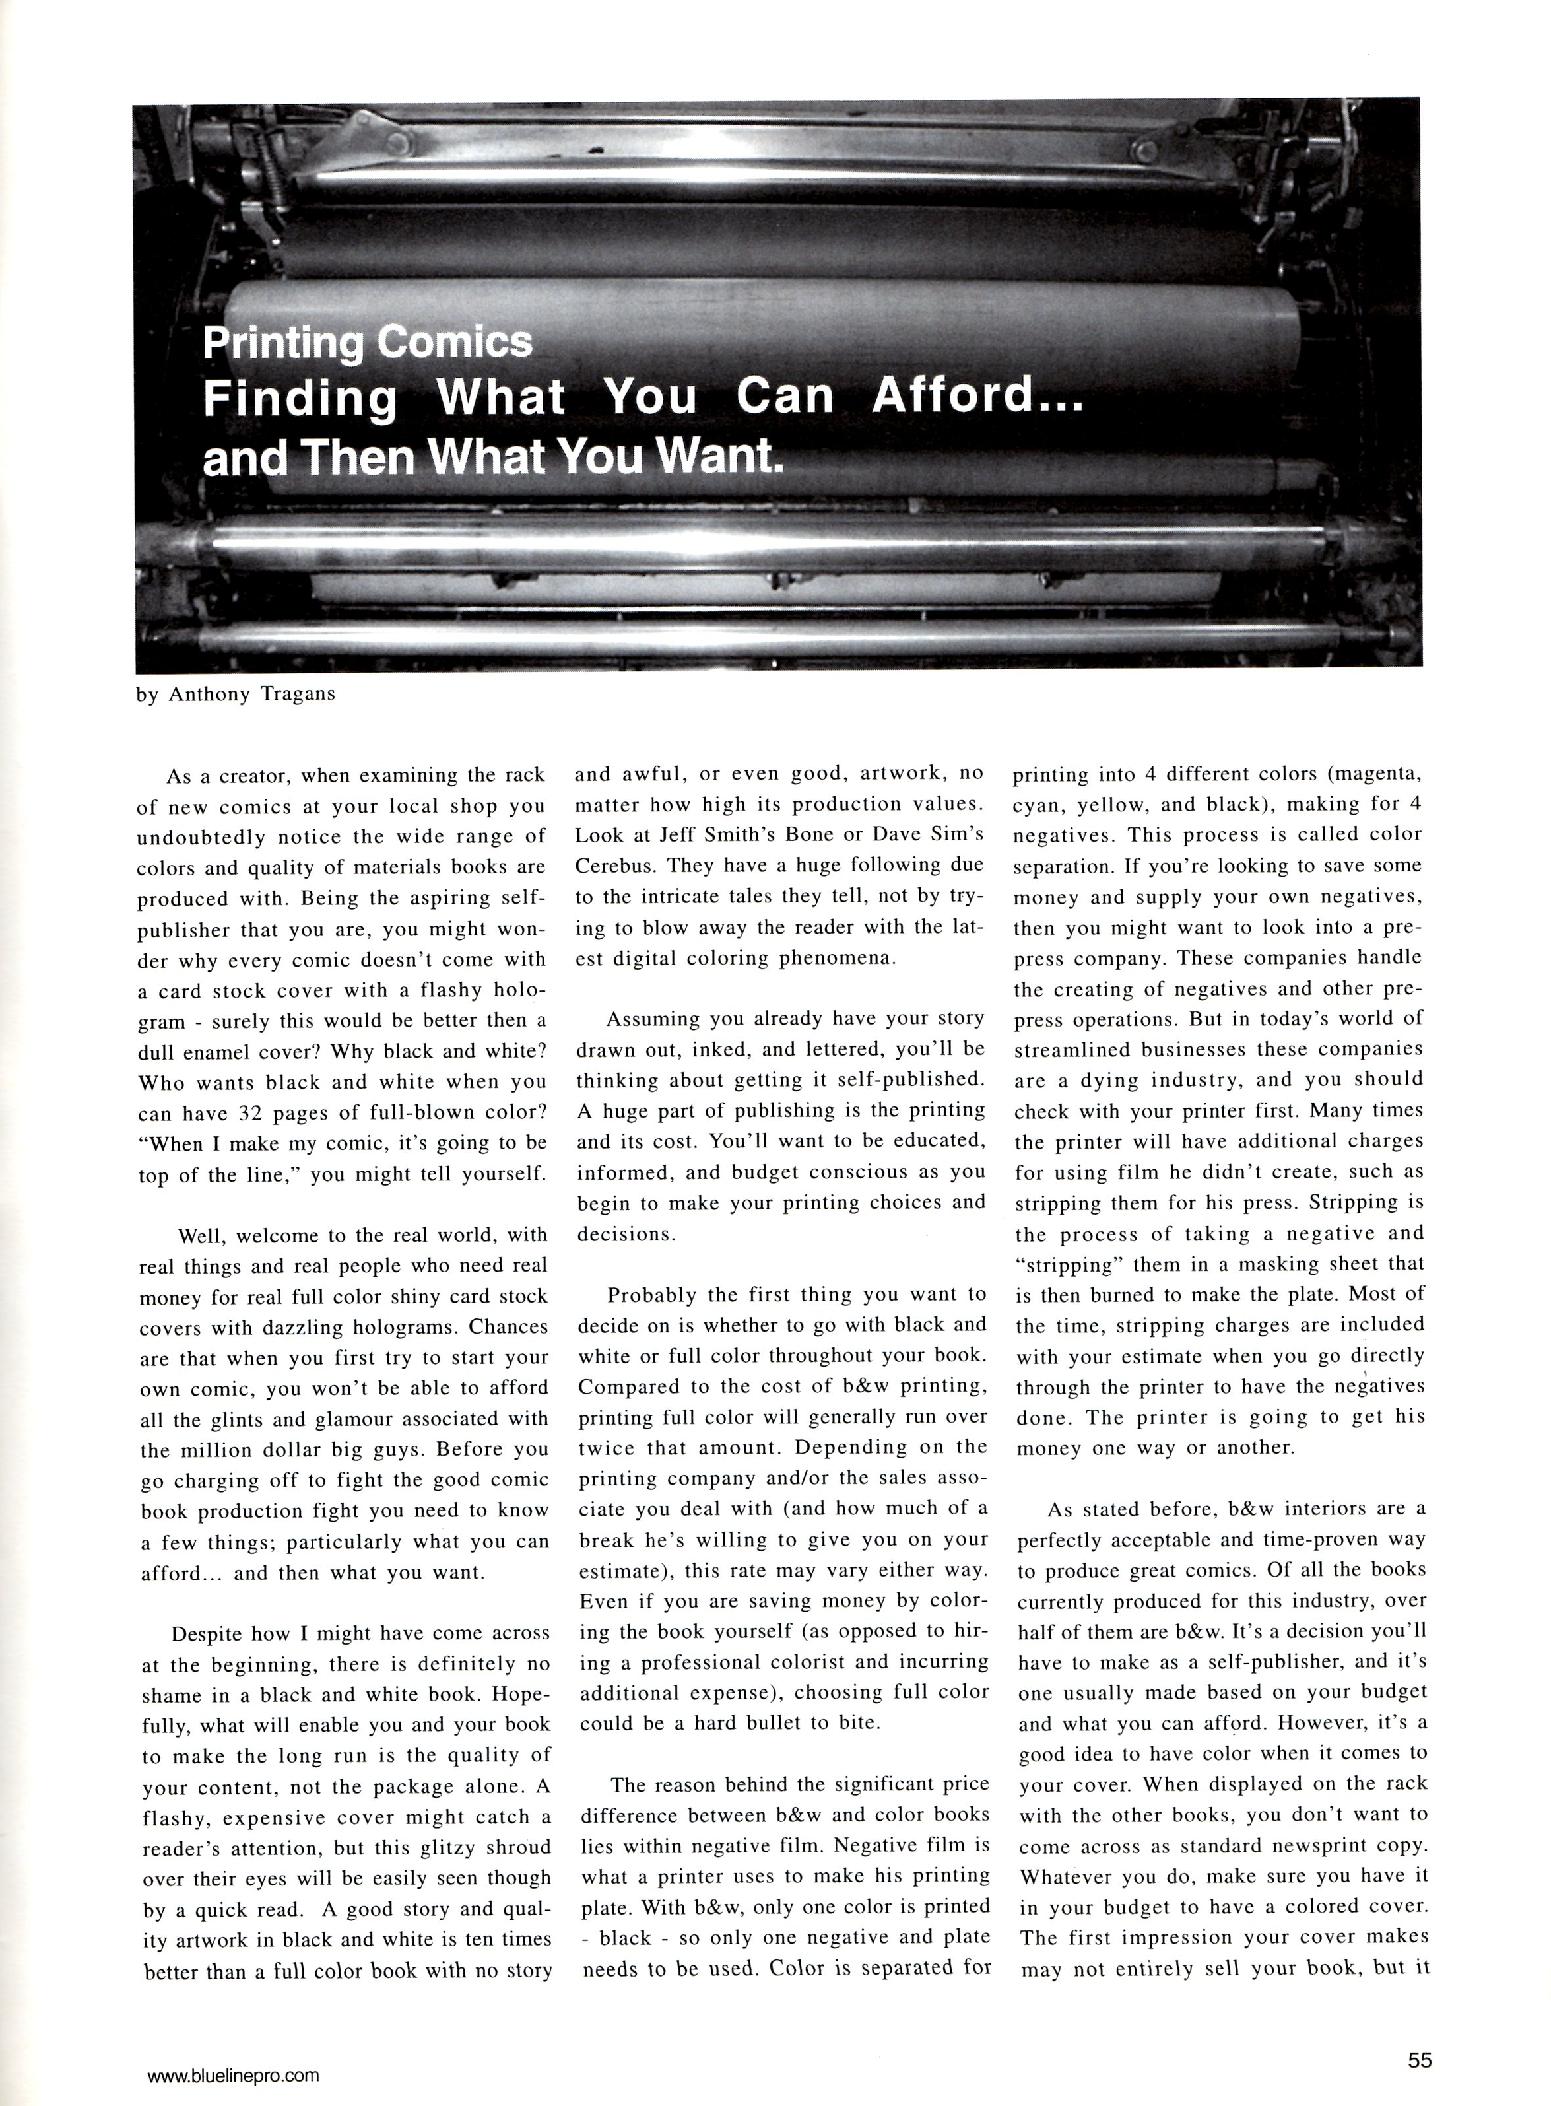 Printing Comics
Finding What You Can Afford...
and Then What You Want.
by Anthony Tragans
As a creator, when examining the rack
of new comics at your local shop you
undoubtedly notice the wide range of
colors and quality of materials books are
produced with. Being the aspiring self-
publisher that you are, you might won-
der why every comic doesn't come with
a card stock cover with a flashy holo-
gram - surely this would be better then a
dull enamel cover? Why black and white?
Who wants black and white when you
can have 32 pages of full-blown color?
“When I make my comic, it's going to be
top of the line,” you might tell yourself.
Well, welcome to the real world, with
real things and real people who need real
money for real full color shiny card stock
covers with dazzling holograms. Chances
are that when you first try to start your
own comic, you won't be able to afford
all the glints and glamour associated with
the million dollar big guys. Before you
go charging off to fight the good comic
book production fight you need to know
a few things; particularly what you can
afford... and then what you want.
Despite how I might have come across
at the beginning, there is definitely no
shame in a black and white book. Hope-
fully, what will enable you and your book
to make the long run is the quality of
your content, not the package alone. A
flashy, expensive cover might catch a
reader's attention, but this glitzy shroud
over their eyes will be easily seen though
by a quick read. A good story and qual-
ity artwork in black and white is ten times
better than a full color book with no story
and awful, or even good, artwork, no
matter how high its production values.
Look at Jeff Smith's Bone or Dave Sim's
Cerebus. They have a huge following due
to the intricate tales they tell, not by try-
ing to blow away the reader with the lat-
est digital coloring phenomena.
Assuming you already have your story
drawn out, inked, and lettered, you'll be
thinking about getting it self-published.
A huge part of publishing is the printing
and its cost. You'll want to be educated,
informed, and budget conscious as you
begin to make your printing choices and
decisions.
Probably the first thing you want to
decide on is whether to go with black and
white or full color throughout your book.
Compared to the cost of b&w printing,
printing full color will generally run over
twice that amount. Depending on the
printing company and/or the sales asso-
ciate you deal with (and how much of a
break he's willing to give you on your
estimate), this rate may vary either way.
Even if you are saving money by color-
ing the book yourself (as opposed to hir-
ing a professional colorist and incurring
additional expense), choosing full color
could be a hard bullet to bite.
The reason behind the significant price
difference between b&w and color books
lies within negative film. Negative film is
what a printer uses to make his printing
plate. With b&w, only one color is printed
- black - so only one negative and plate
needs to be used. Color is separated for
printing into 4 different colors (magenta,
cyan, yellow, and black), making for 4
negatives. This process is called color
separation. If you're looking to save some
money and supply your own negatives,
then you might want to look into a pre-
press company. These companies handle
the creating of negatives and other pre-
press operations. But in today's world of
streamlined businesses these companies
are a dying industry, and you should
check with your printer first. Many times
the printer will have additional charges
for using film he didn't create, such as
stripping them for his press. Stripping is
the process of taking a negative and
“stripping” them in a masking sheet that
is then burned to make the plate. Most of
the time, stripping charges are included
with your estimate when you go directly
through the printer to have the negatives
done. The printer is going to get his
money one way or another.
As stated before, b&w interiors are a
perfectly acceptable and time-proven way
to produce great comics. Of all the books
currently produced for this industry, over
half of them are b&w. It's a decision you'll
have to make as a self-publisher, and it's
one usually made based on your budget
and what you can afford. However, it's a
good idea to have color when it comes to
your cover. When displayed on the rack
with the other books, you don't want to
come across as standard newsprint copy.
Whatever you do, make sure you have it
in your budget to have a colored cover.
The first impression your cover makes
may not entirely sell your book, but it
www.bluelinepro.com
55